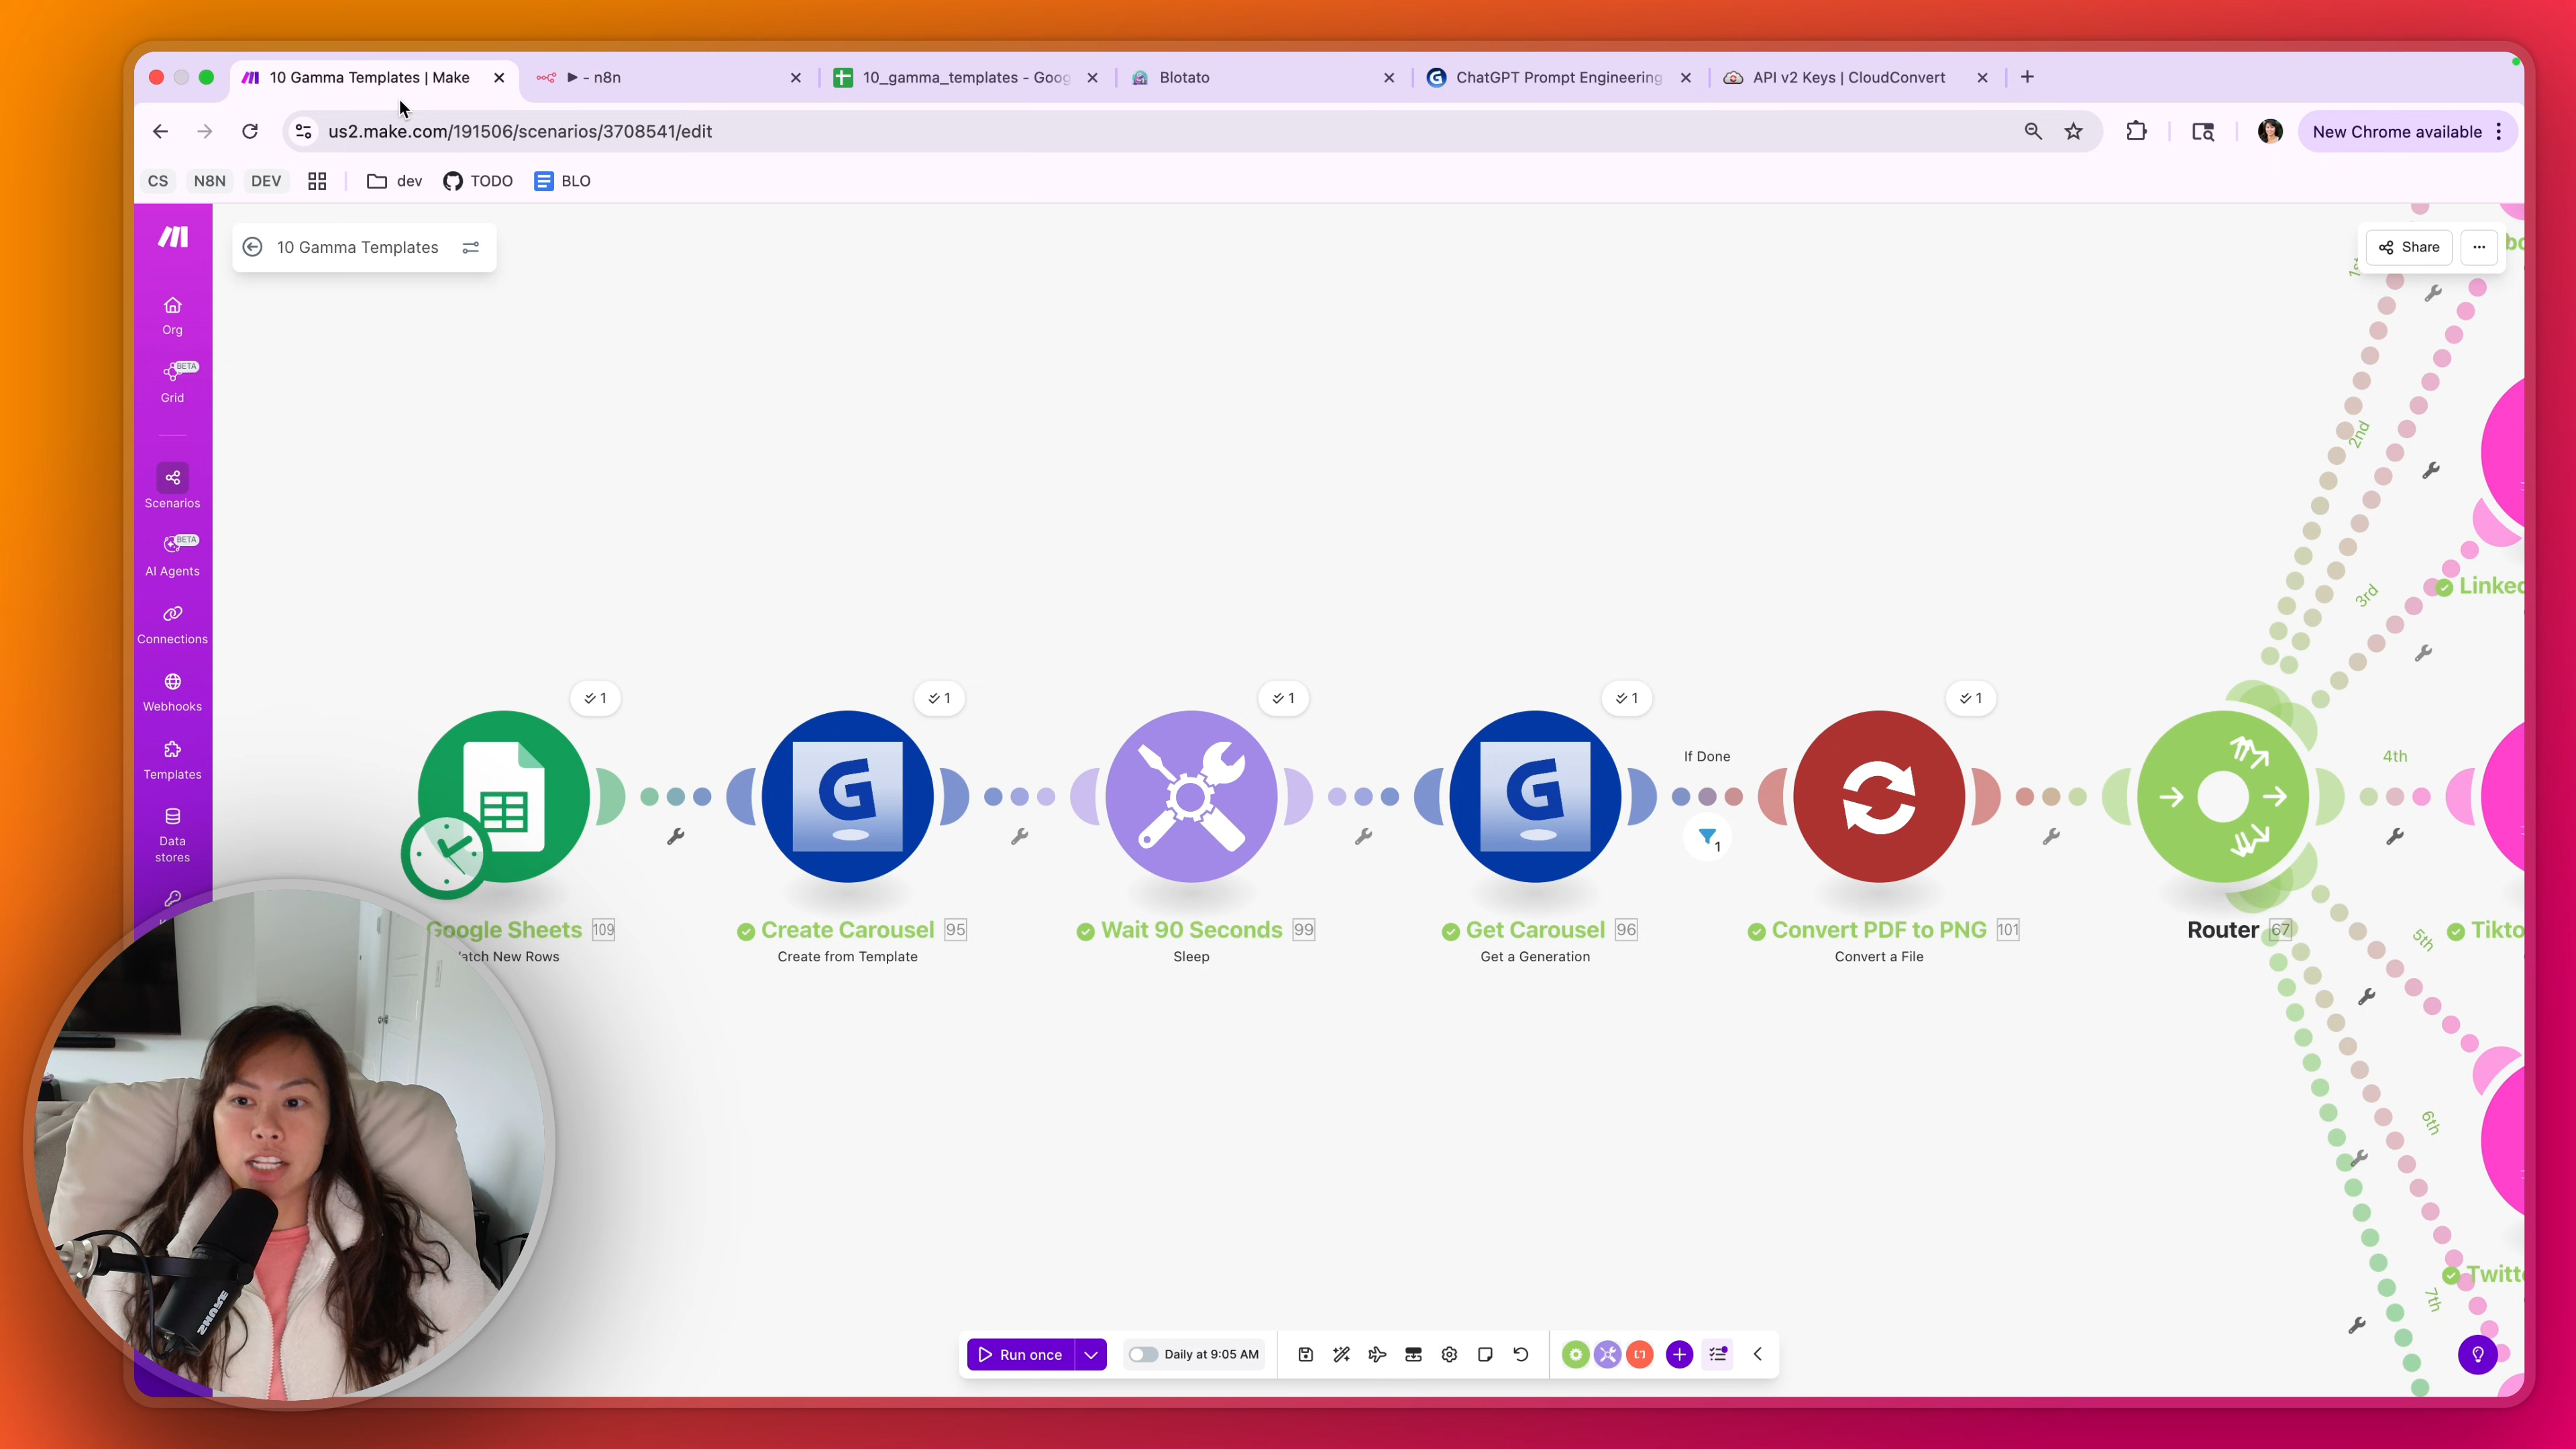 10 Gamma Templates | Make
▶ - n8n
10_gamma_templates - Goog
Blotato
ChatGPT Prompt Engineering
API v2 Keys | CloudConvert
us2.make.com/191506/scenarios/3708541/edit
New Chrome available
CS
N8N
DEV
dev
TODO
BLO
10 Gamma Templates
Share
Org
BETA
Grid
Scenarios
BETA
AI Agents
Connections
Webhooks
Templates
Data
stores
1
1
1
1
1
If Done
1
Google Sheets 109
atch New Rows
Create Carousel 95
Create from Template
Wait 90 Seconds 99
Sleep
Get Carousel 96
Get a Generation
Convert PDF to PNG 101
Convert a File
Router 67
2nd
3rd
4th
5th
6th
7th
Linked
Tikto
Twitt
Run once
Daily at 9:05 AM
SHURE